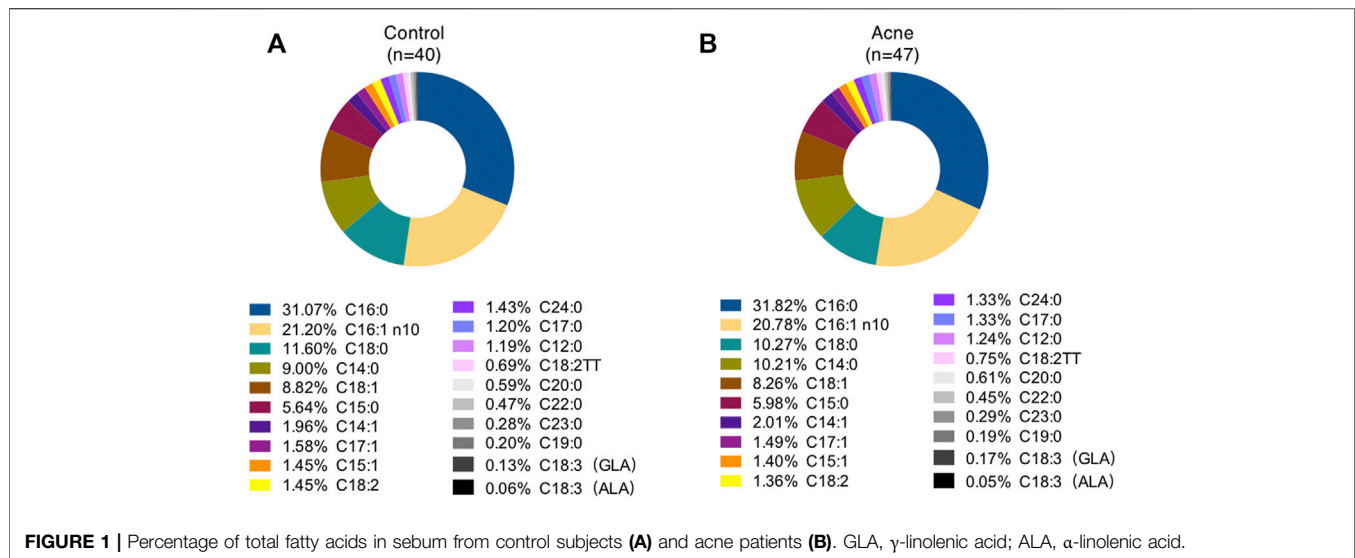 A
Control
(n=40)
31.07% C16:0
21.20% C16:1 n10
11.60% C18:0
9.00% C14:0
8.82% C18:1
5.64% C15:0
1.96% C14:1
1.58% C17:1
1.45% C15:1
1.45% C18:2
1.43% C24:0
1.20% C17:0
1.19% C12:0
0.69% C18:2TT
0.59% C20:0
0.47% C22:0
0.28% C23:0
0.20% C19:0
0.13% C18:3 (GLA)
0.06% C18:3 (ALA)
B
Acne
(n=47)
31.82% C16:0
20.78% C16:1 n10
10.27% C18:0
10.21% C14:0
8.26% C18:1
5.98% C15:0
2.01% C14:1
1.49% C17:1
1.40% C15:1
1.36% C18:2
1.33% C24:0
1.33% C17:0
1.24% C12:0
0.75% C18:2TT
0.61% C20:0
0.45% C22:0
0.29% C23:0
0.19% C19:0
0.17% C18:3 (GLA)
0.05% C18:3 (ALA)
FIGURE 1 | Percentage of total fatty acids in sebum from control subjects (A) and acne patients (B). GLA, γ-linolenic acid; ALA, α-linolenic acid.